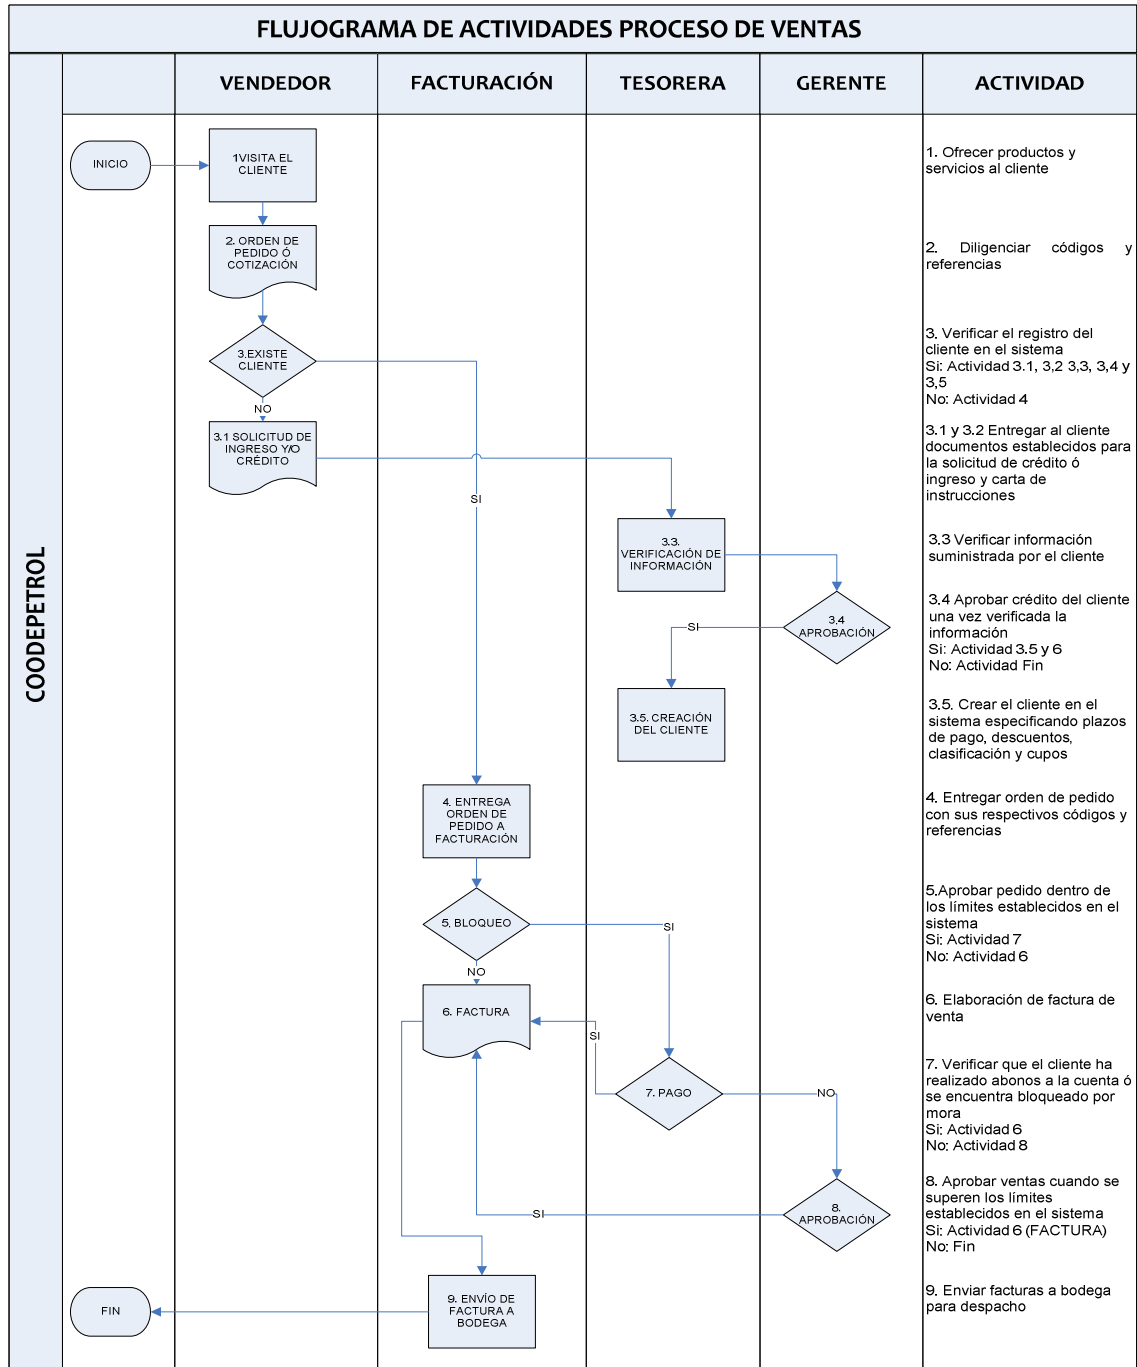 FLUJOGRAMA DE ACTIVIDADES PROCESO DE VENTAS
COODEPETROL
VENDEDOR
FACTURACIÓN
TESORERA
GERENTE
ACTIVIDAD
INICIO
1VISITA EL
CLIENTE
1. Ofrecer productos y
servicios al cliente
2. ORDEN DE
PEDIDO Ó
COTIZACIÓN
2. Diligenciar códigos y
referencias
3.EXISTE
CLIENTE
NO
SI
3. Verificar el registro del
cliente en el sistema
Si: Actividad 3.1, 3,2 3,3, 3,4 y
3,5
No: Actividad 4
3.1 SOLICITUD DE
INGRESO Y/O
CRÉDITO
3.1 y 3.2 Entregar al cliente
documentos establecidos para
la solicitud de crédito ó
ingreso y carta de
instrucciones
3.3.
VERIFICACIÓN DE
INFORMACIÓN
3.3 Verificar información
suministrada por el cliente
3.4
APROBACIÓN
SI
3.4 Aprobar crédito del cliente
una vez verificada la
información
Si: Actividad 3.5 y 6
No: Actividad Fin
3.5. CREACIÓN
DEL CLIENTE
3.5. Crear el cliente en el
sistema especificando plazos
de pago, descuentos,
clasificación y cupos
4. ENTREGA
ORDEN DE
PEDIDO A
FACTURACIÓN
4. Entregar orden de pedido
con sus respectivos códigos y
referencias
5. BLOQUEO
SI
NO
5.Aprobar pedido dentro de
los límites establecidos en el
sistema
Si: Actividad 7
No: Actividad 6
6. FACTURA
SI
6. Elaboración de factura de
venta
7. PAGO
NO
7. Verificar que el cliente ha
realizado abonos a la cuenta ó
se encuentra bloqueado por
mora
Si: Actividad 6
No: Actividad 8
8.
APROBACIÓN
SI
8. Aprobar ventas cuando se
superen los límites
establecidos en el sistema
Si: Actividad 6 (FACTURA)
No: Fin
9. ENVÍO DE
FACTURA A
BODEGA
9. Enviar facturas a bodega
para despacho
FIN